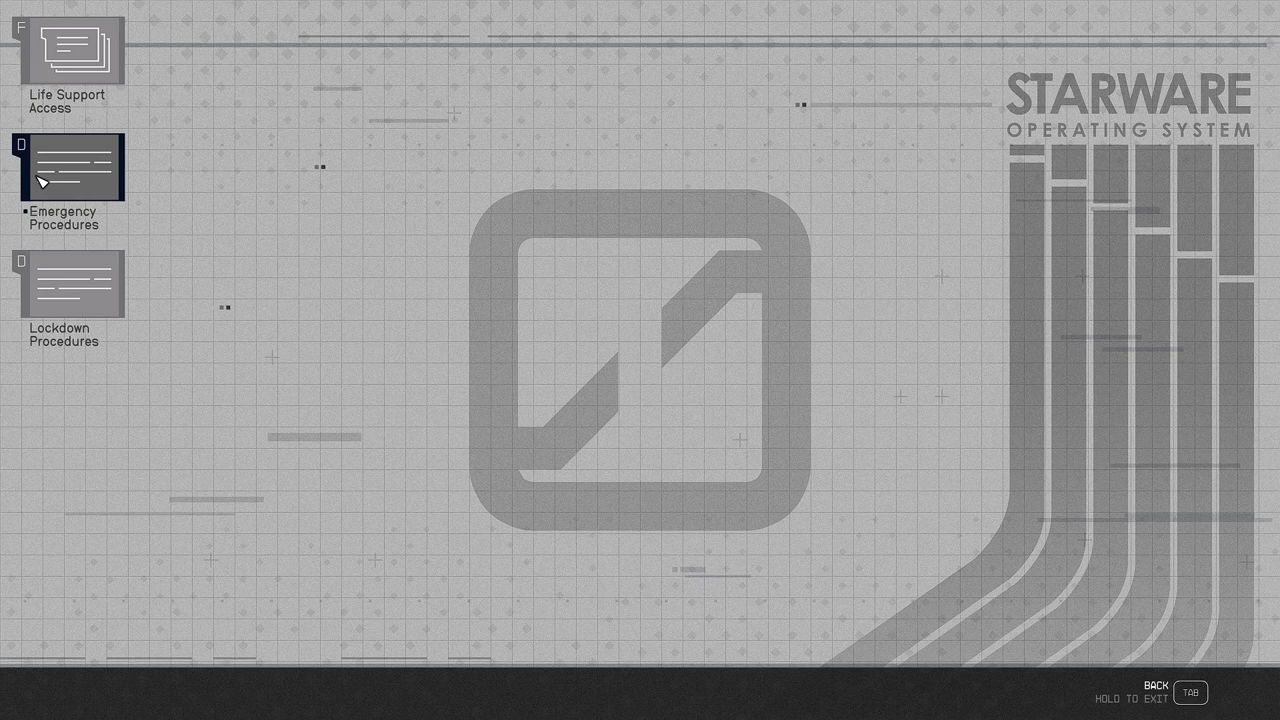 F
Life Support
Access
D
Emergency
Procedures
D
Lockdown
Procedures
STARWARE
OPERATING SYSTEM
BACK
HOLD TO EXIT
TAB